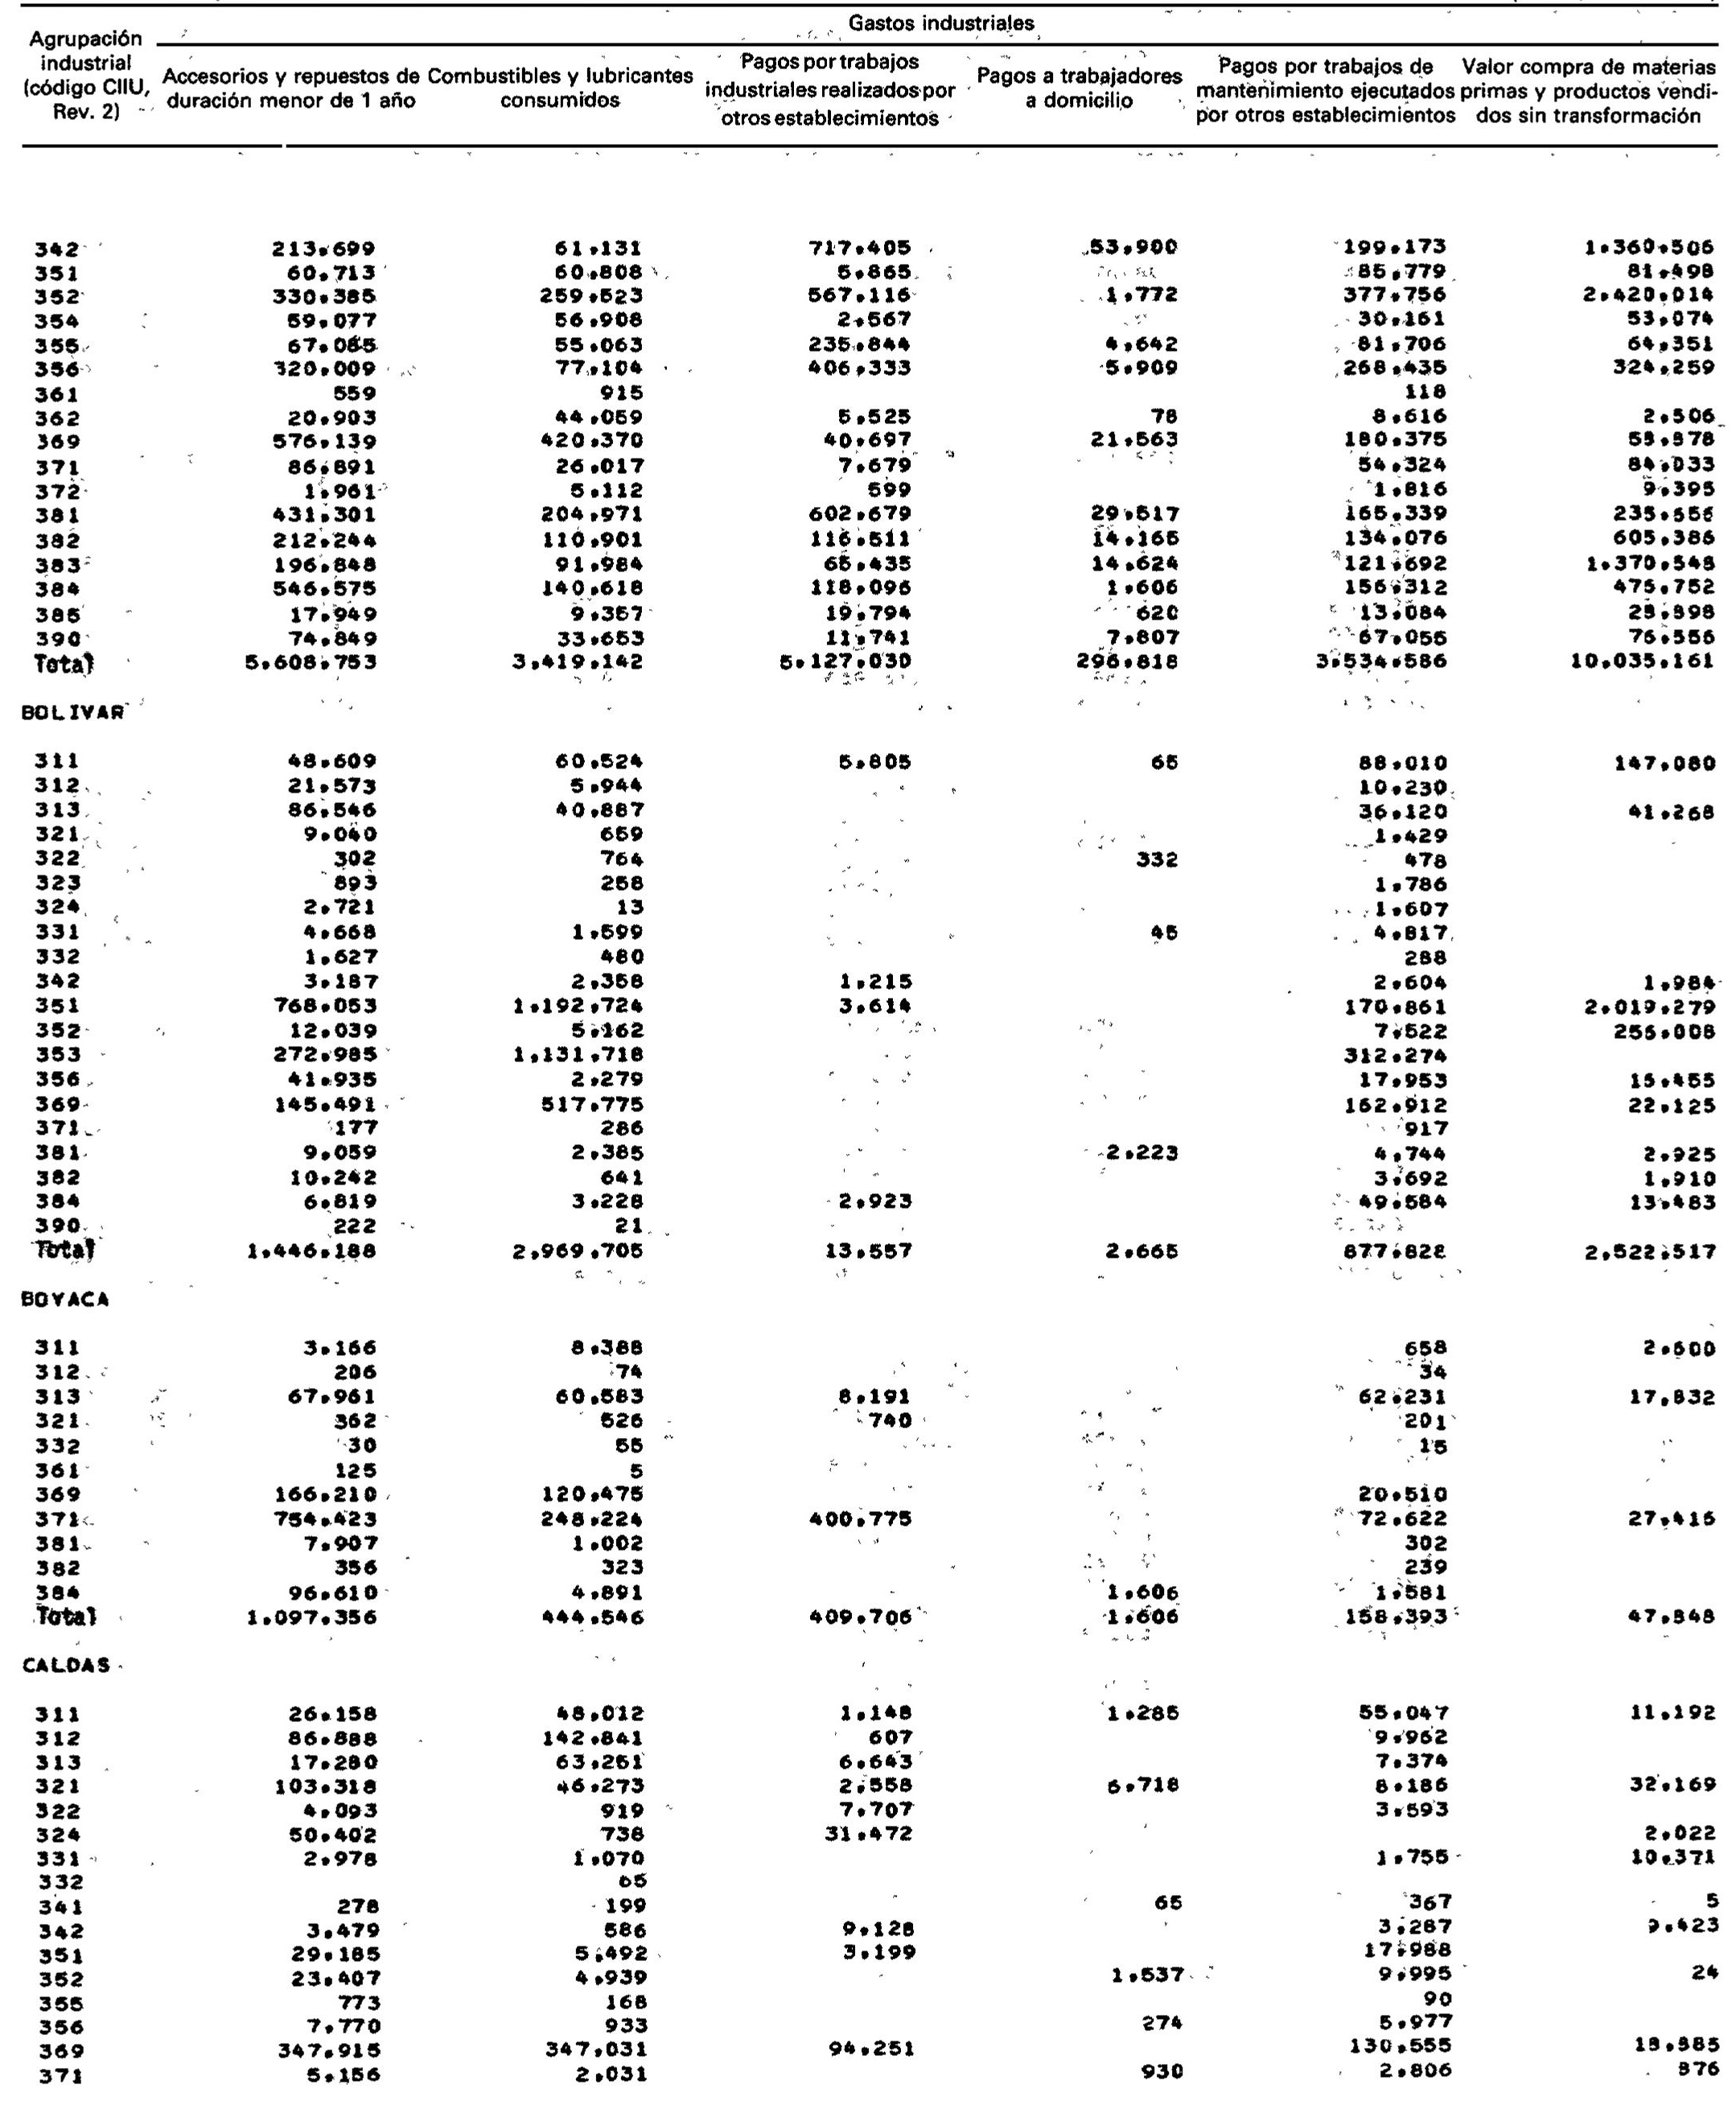 Gastos industriales
Agrupación industrial (código CIIU, Rev. 2) Accesorios y repuestos de duración menor de 1 año Combustibles y lubricantes consumidos Pagos por trabajos industriales realizados por otros establecimientos Pagos a trabajadores a domicilio Pagos por trabajos de mantenimiento ejecutados por otros establecimientos Valor compra de materias primas y productos vendidos sin transformación
342 213.699 61.131 717.405 53.900 199.173 1.360.506
351 60.713 60.808 5.865 85.779 81.498
352 330.385 259.523 567.116 1.772 377.756 2.420.014
354 59.077 56.908 2.567 30.161 53.074
355 67.085 55.063 235.844 4.642 81.706 64.351
356 320.009 77.104 406.333 5.909 268.435 324.259
361 559 915 118
362 20.903 44.059 5.525 78 8.616 2.506
369 576.139 420.370 40.697 21.563 180.375
371 86.891 26.017 7.679 54.324 84.033
372 1.961 5.112 599 1.816 9.395
381 431.301 204.971 602.679 29.517 165.339
382 212.244 110.901 116.511 14.165 134.076 605.386
383 196.848 91.984 65.435 14.624 121.692 1.370.548
384 546.575 140.618 118.096 1.606 156.312 475.752
385 17.949 9.357 19.794 620 13.084
390 74.849 33.653 11.741 7.807 67.055 76.556
Total 5.608.753 3.419.142 5.127.030 296.818 3.534.586 10.035.161
BOLIVAR
311 48.609 60.524 5.805 65 88.010 147.080
312 21.573 5.944 10.230
313 86.546 40.887 36.120 41.268
321 9.040 659 1.429
322 302 764 332 478
323 893 258 1.786
324 2.721 13 1.607
331 4.668 1.599 45 4.817
332 1.627 480 288
342 3.187 2.358 1.215 2.604 1.984
351 768.053 1.192.724 3.614 170.861 2.019.279
352 12.039 5.162 7.522 256.008
353 272.985 1.131.718 312.274
356 41.935 2.279 17.953 15.455
369 145.491 517.775 162.912 22.125
371 177 286 917
381 9.059 2.385 2.223 4.744 2.925
382 10.242 641 3.692 1.910
384 6.819 3.228 2.923 49.584 13.483
390 222 21
Total 1.446.188 2.969.705 13.557 2.665 877.828 2.522.517
BOYACA
311 3.166 8.388 658 2.600
312 206 74 34
313 67.961 60.583 8.191 62.231 17.832
321 362 526 740 201
332 30 55 15
361 125 5
369 166.210 120.475 20.510
371 754.423 248.224 400.775 72.622 27.416
381 7.907 1.002 302
382 356 323 239
384 96.610 4.891 1.606 1.581
Total 1.097.356 444.546 409.706 1.606 158.393 47.848
CALDAS
311 26.158 48.012 1.148 1.285 55.047 11.192
312 86.888 142.841 607 9.962
313 17.280 63.251 6.643 7.374
321 103.318 46.273 2.558 6.718 8.186 32.169
322 4.093 919 7.707 3.593
324 50.402 738 31.472 2.022
331 2.978 1.070 1.755 10.371
332 65
341 278 199 65 367 5
342 3.479 586 9.128 3.287 9.423
351 29.185 5.492 3.199 17.988
352 23.407 4.939 1.537 9.995 24
355 773 168 90
356 7.770 933 274 5.977
369 347.915 347.031 94.251 130.555
371 5.156 2.031 930 2.806